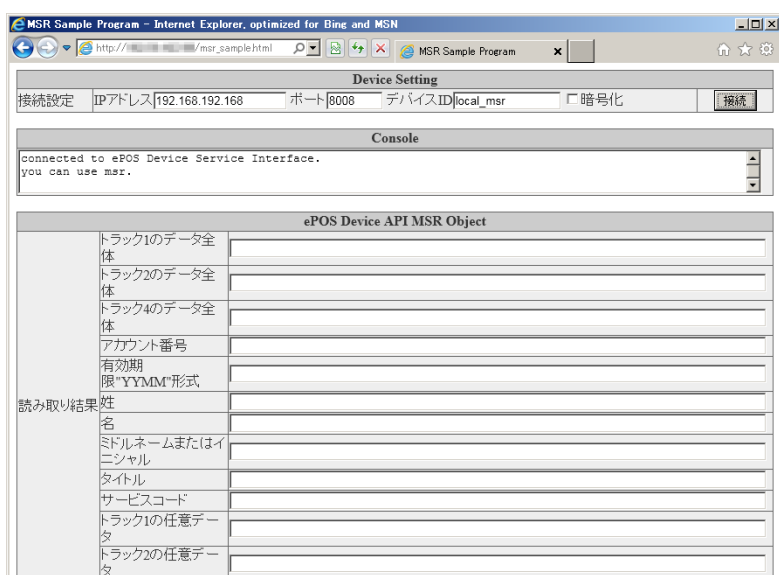 MSR Sample Program - Internet Explorer, optimized for Bing and MSN
http:// /msr_sample.html
MSR Sample Program
Device Setting
接続設定 IPアドレス 192.168.192.168 ポート 8008 デバイスID local_msr 暗号化 接続
Console
connected to ePOS Device Service Interface.
you can use msr.
ePOS Device API MSR Object
読み取り結果
トラック1のデータ全
体
トラック2のデータ全
体
トラック4のデータ全
体
アカウント番号
有効期
限"YYMM"形式
姓
名
ミドルネームまたはイ
ニシャル
タイトル
サービスコード
トラック1の任意デー
タ
トラック2の任意デー
タ